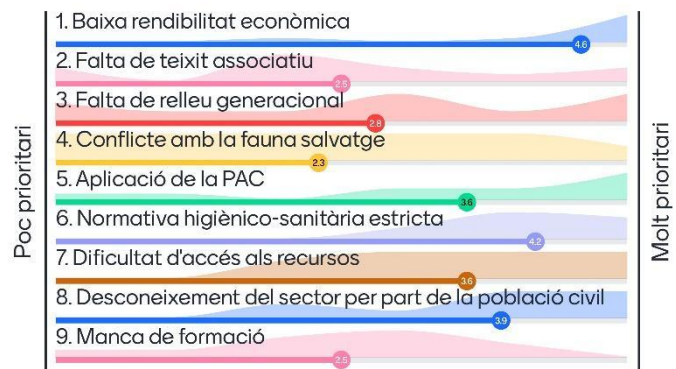 1. Baixa rendibilitat econòmica
4.6
2. Falta de teixit associatiu
2.5
3. Falta de relleu generacional
2.8
4. Conflicte amb la fauna salvatge
2.3
5. Aplicació de la PAC
3.6
6. Normativa higiènico-sanitària estricta
4.2
7. Dificultat d'accés als recursos
3.6
8. Desconeixement del sector per part de la població civil
3.9
9. Manca de formació
2.5
Poc prioritari
Molt prioritari